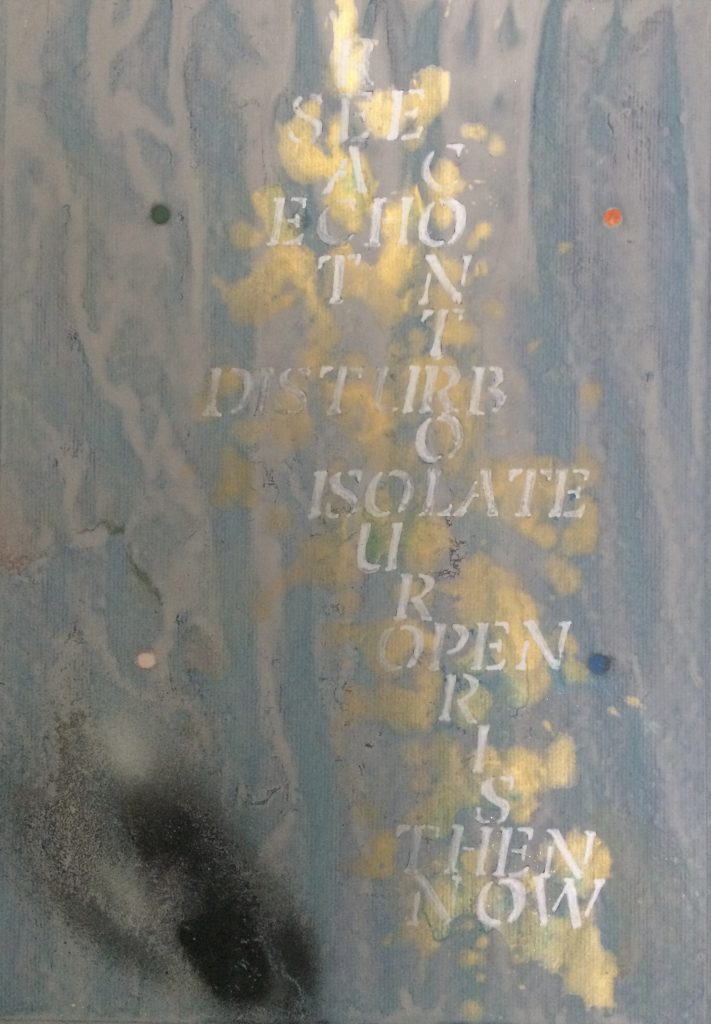 R
SEE
A C
ECHO
T N
T
DISTURB
O
ISOLATE
U
R
OPEN
R
I
S
THEN
NOW